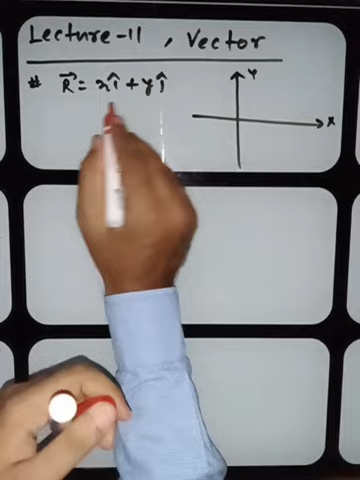 Lecture-11, Vector
# R⃗ = xî + yĵ
Y
X